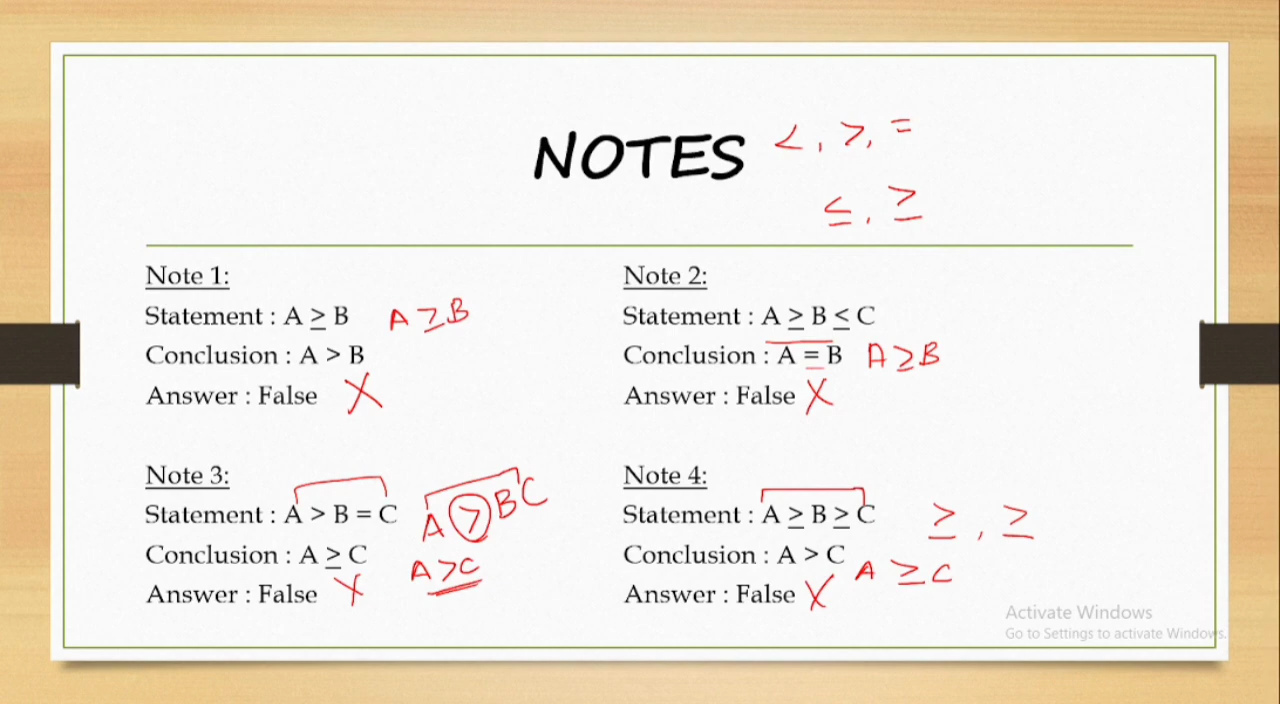 NOTES <, >, =
≤, ≥
Note 1:
Statement : A ≥ B A ≥ B
Conclusion : A > B
Answer : False X
Note 2:
Statement : A ≥ B ≤ C
Conclusion : A = B A ≥ B
Answer : False X
Note 3:
Statement : A > B = C A > B C
Conclusion : A ≥ C A > C
Answer : False X
Note 4:
Statement : A ≥ B ≥ C ≥, ≥
Conclusion : A > C A ≥ C
Answer : False X
Activate Windows
Go to Settings to activate Windows.